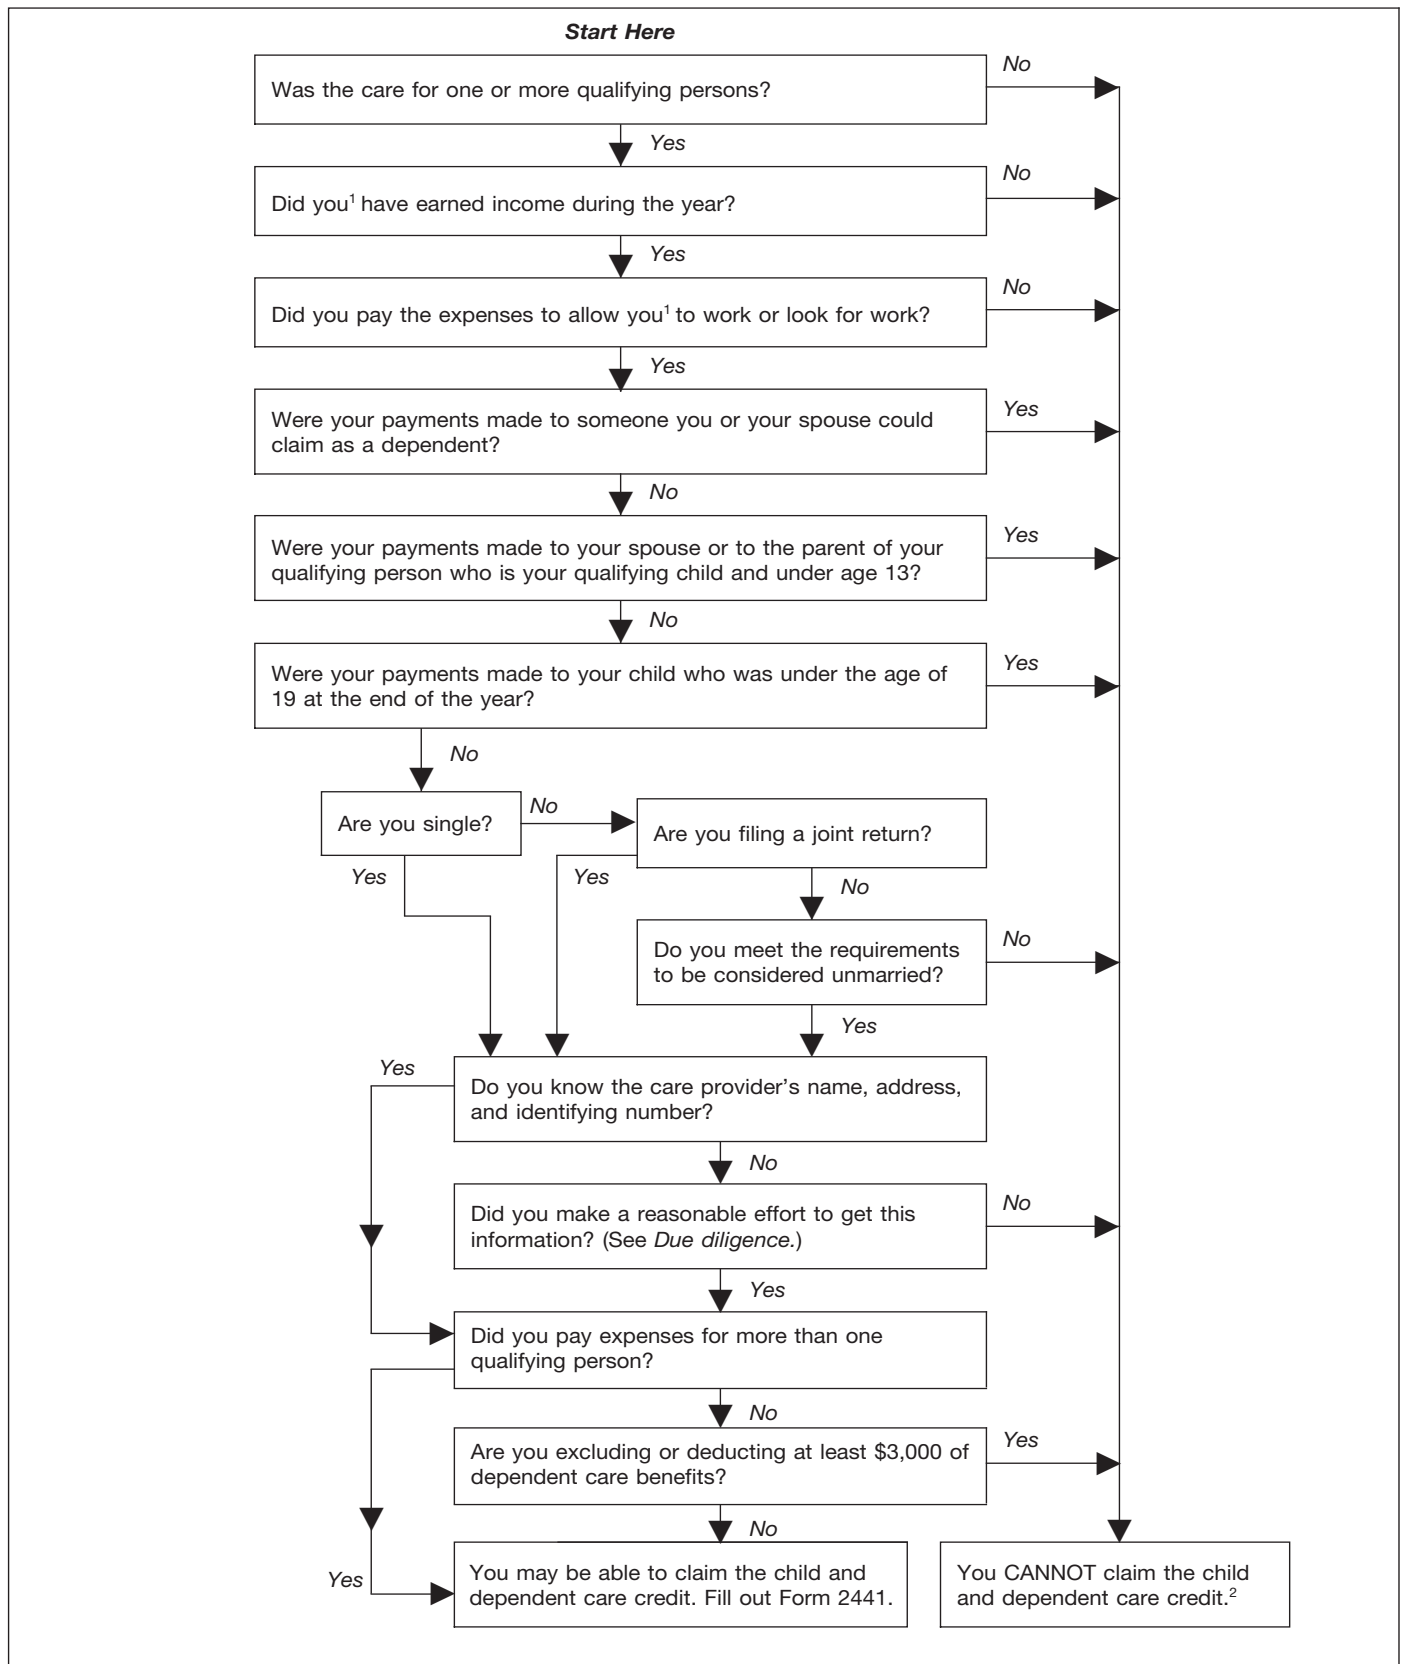 Start Here
Was the care for one or more qualifying persons?
No
Yes
Did you¹ have earned income during the year?
No
Yes
Did you pay the expenses to allow you¹ to work or look for work?
No
Yes
Were your payments made to someone you or your spouse could
claim as a dependent?
Yes
No
Were your payments made to your spouse or to the parent of your
qualifying person who is your qualifying child and under age 13?
Yes
No
Were your payments made to your child who was under the age of
19 at the end of the year?
Yes
No
Are you single?
No
Are you filing a joint return?
Yes
Yes
No
Do you meet the requirements
to be considered unmarried?
No
Yes
Yes
Do you know the care provider’s name, address,
and identifying number?
No
Did you make a reasonable effort to get this
information? (See Due diligence.)
No
Yes
Did you pay expenses for more than one
qualifying person?
No
Are you excluding or deducting at least $3,000 of
dependent care benefits?
Yes
No
Yes
You may be able to claim the child and
dependent care credit. Fill out Form 2441.
You CANNOT claim the child
and dependent care credit.²